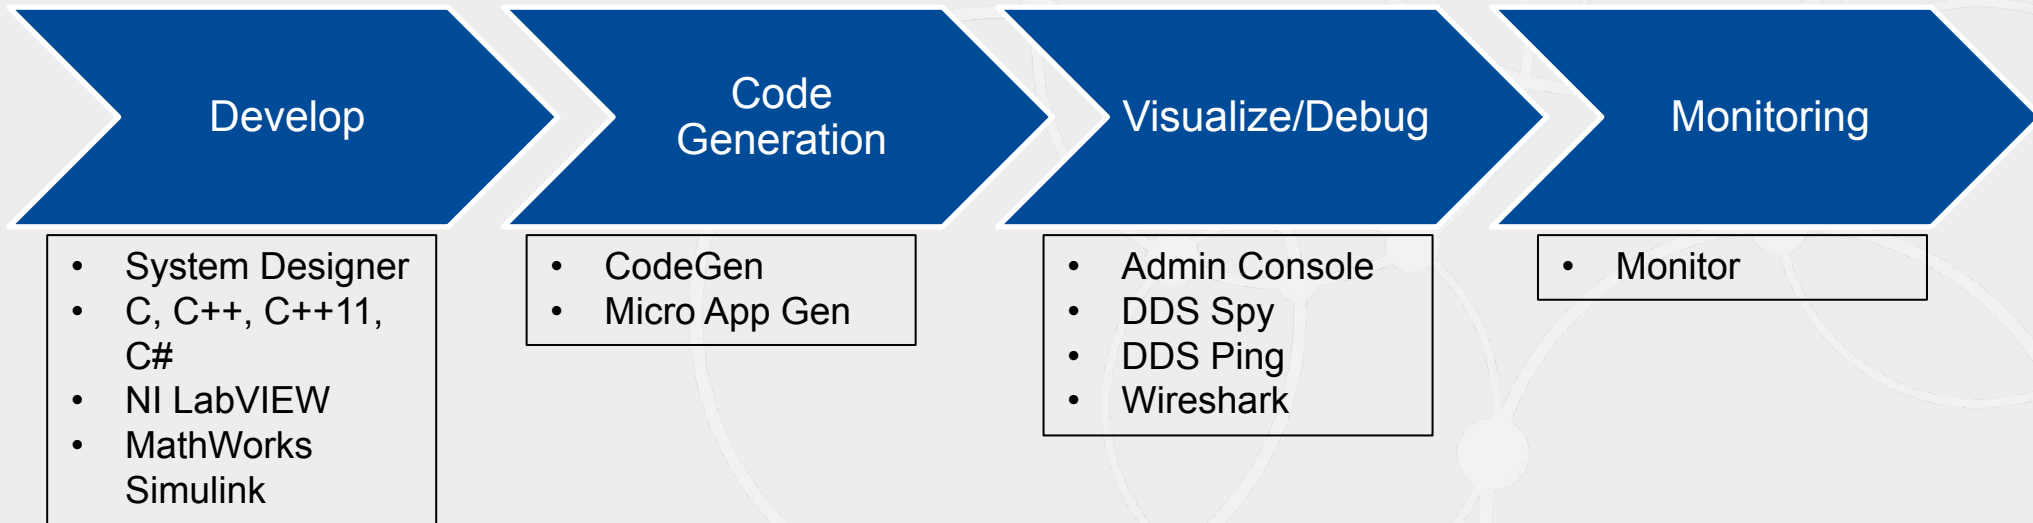 Develop
Code
Generation
Visualize/Debug
Monitoring
• System Designer
• C, C++, C++11,
C#
• NI LabVIEW
• MathWorks
Simulink
• CodeGen
• Micro App Gen
• Admin Console
• DDS Spy
• DDS Ping
• Wireshark
• Monitor